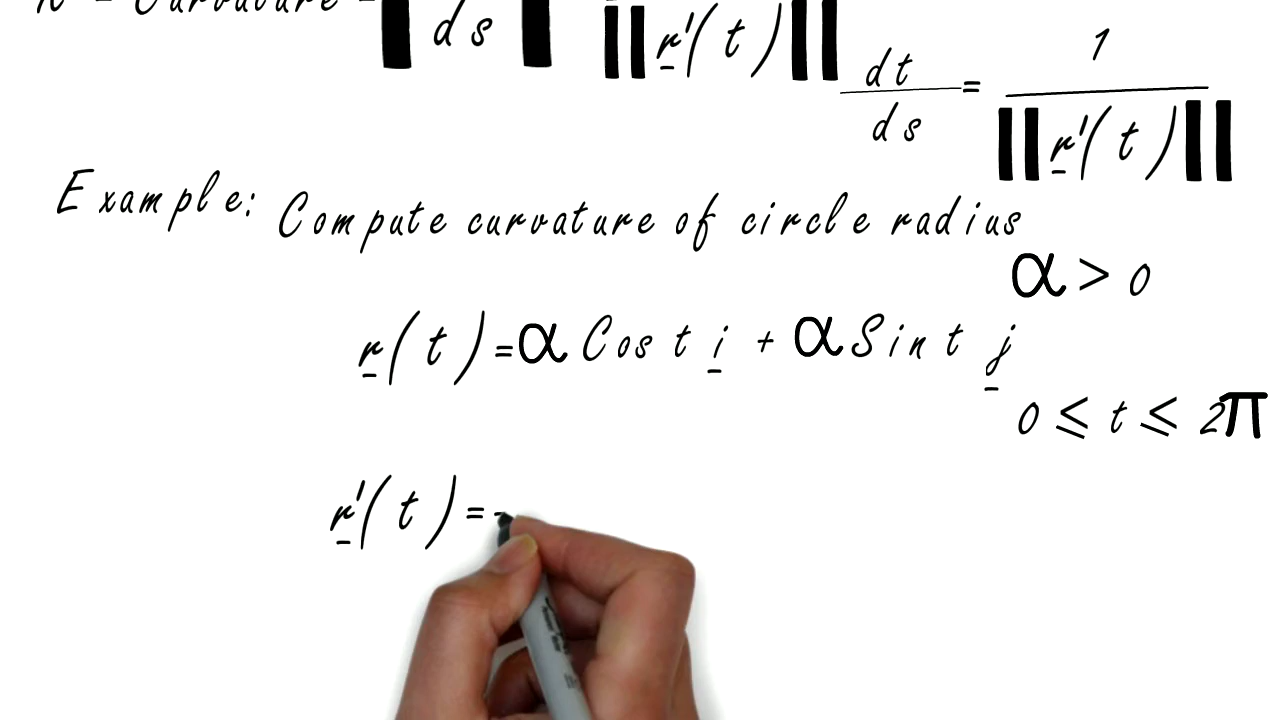 K = Curvature =
ds ||r'(t)||
dt/ds = 1/||r'(t)||
Example: Compute curvature of circle radius
α > 0
r(t) = α Cos t i + α Sin t j
0 ≤ t ≤ 2π
r'(t) = -